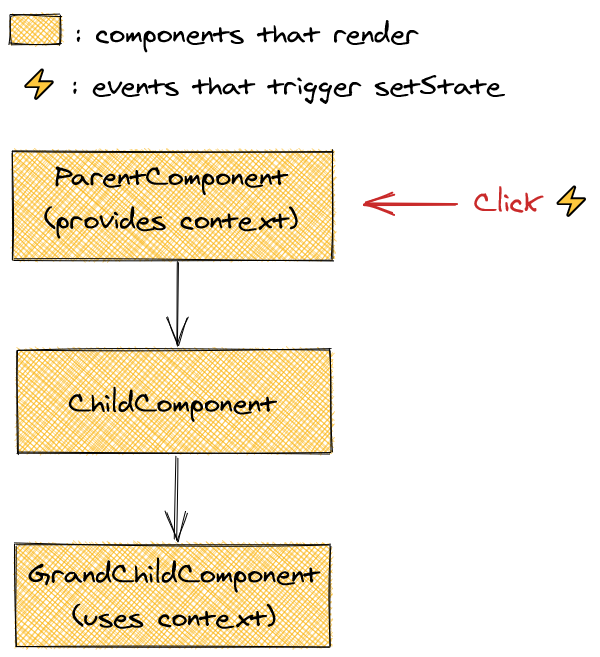 : components that render
: events that trigger setState
ParentComponent
(provides context)
Click
ChildComponent
GrandChildComponent
(uses context)